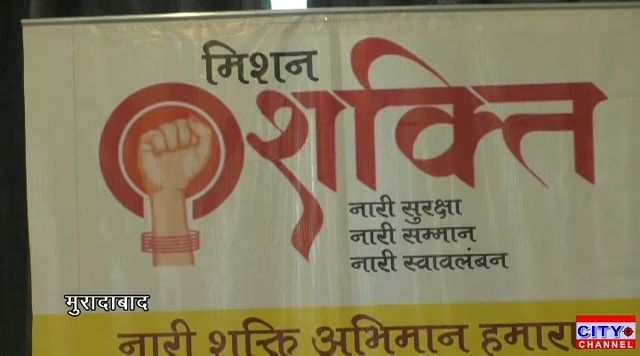 मिशन
शक्ति
नारी सुरक्षा
नारी सम्मान
नारी स्वावलंबन
मुरादाबाद
नारी शक्ति अभिमान हमारा
CITY
CHANNEL